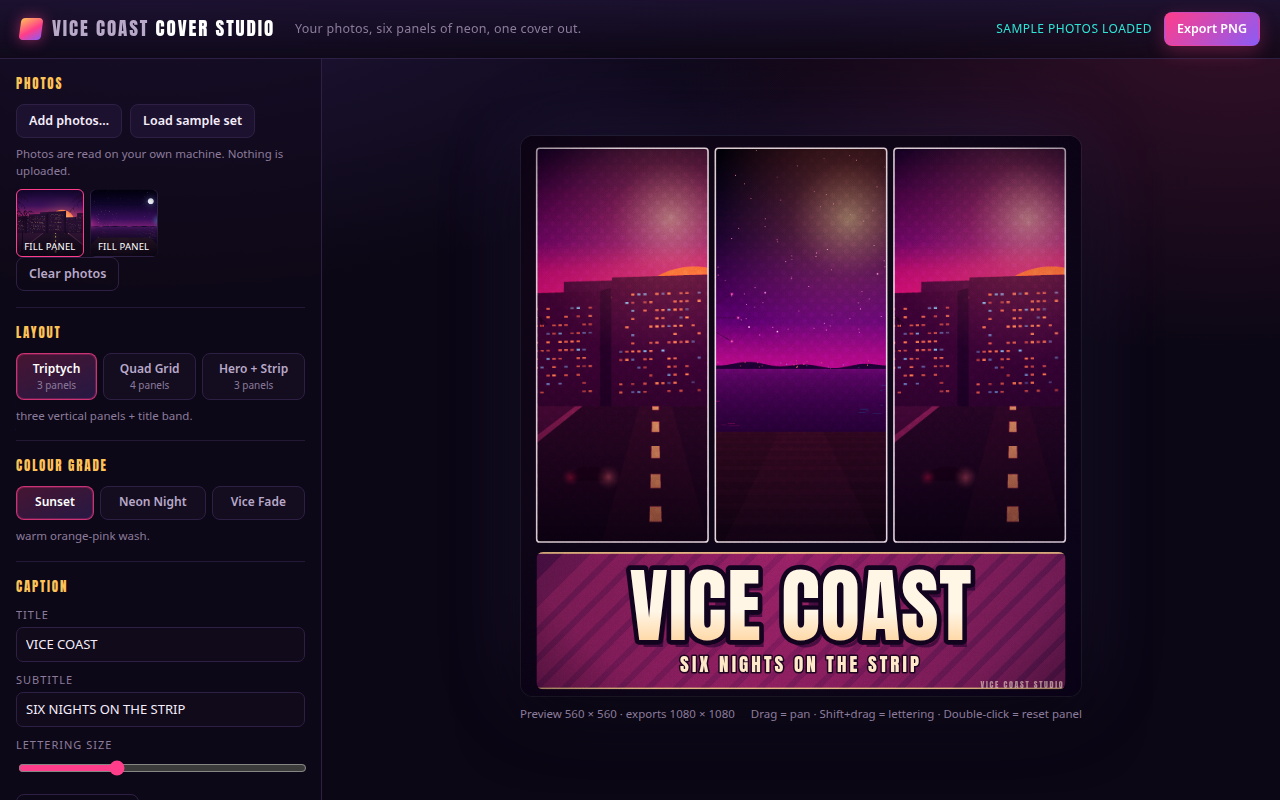 VICE COAST COVER STUDIO
Your photos, six panels of neon, one cover out.
SAMPLE PHOTOS LOADED
Export PNG
PHOTOS
Add photos...
Load sample set
Photos are read on your own machine. Nothing is
uploaded.
FILL PANEL
FILL PANEL
Clear photos
LAYOUT
Triptych
3 panels
Quad Grid
4 panels
Hero + Strip
3 panels
three vertical panels + title band.
COLOUR GRADE
Sunset
Neon Night
Vice Fade
warm orange-pink wash.
CAPTION
TITLE
VICE COAST
SUBTITLE
SIX NIGHTS ON THE STRIP
LETTERING SIZE
VICE COAST
SIX NIGHTS ON THE STRIP
VICE COAST STUDIO
Preview 560 × 560 · exports 1080 × 1080
Drag = pan · Shift+drag = lettering · Double-click = reset panel